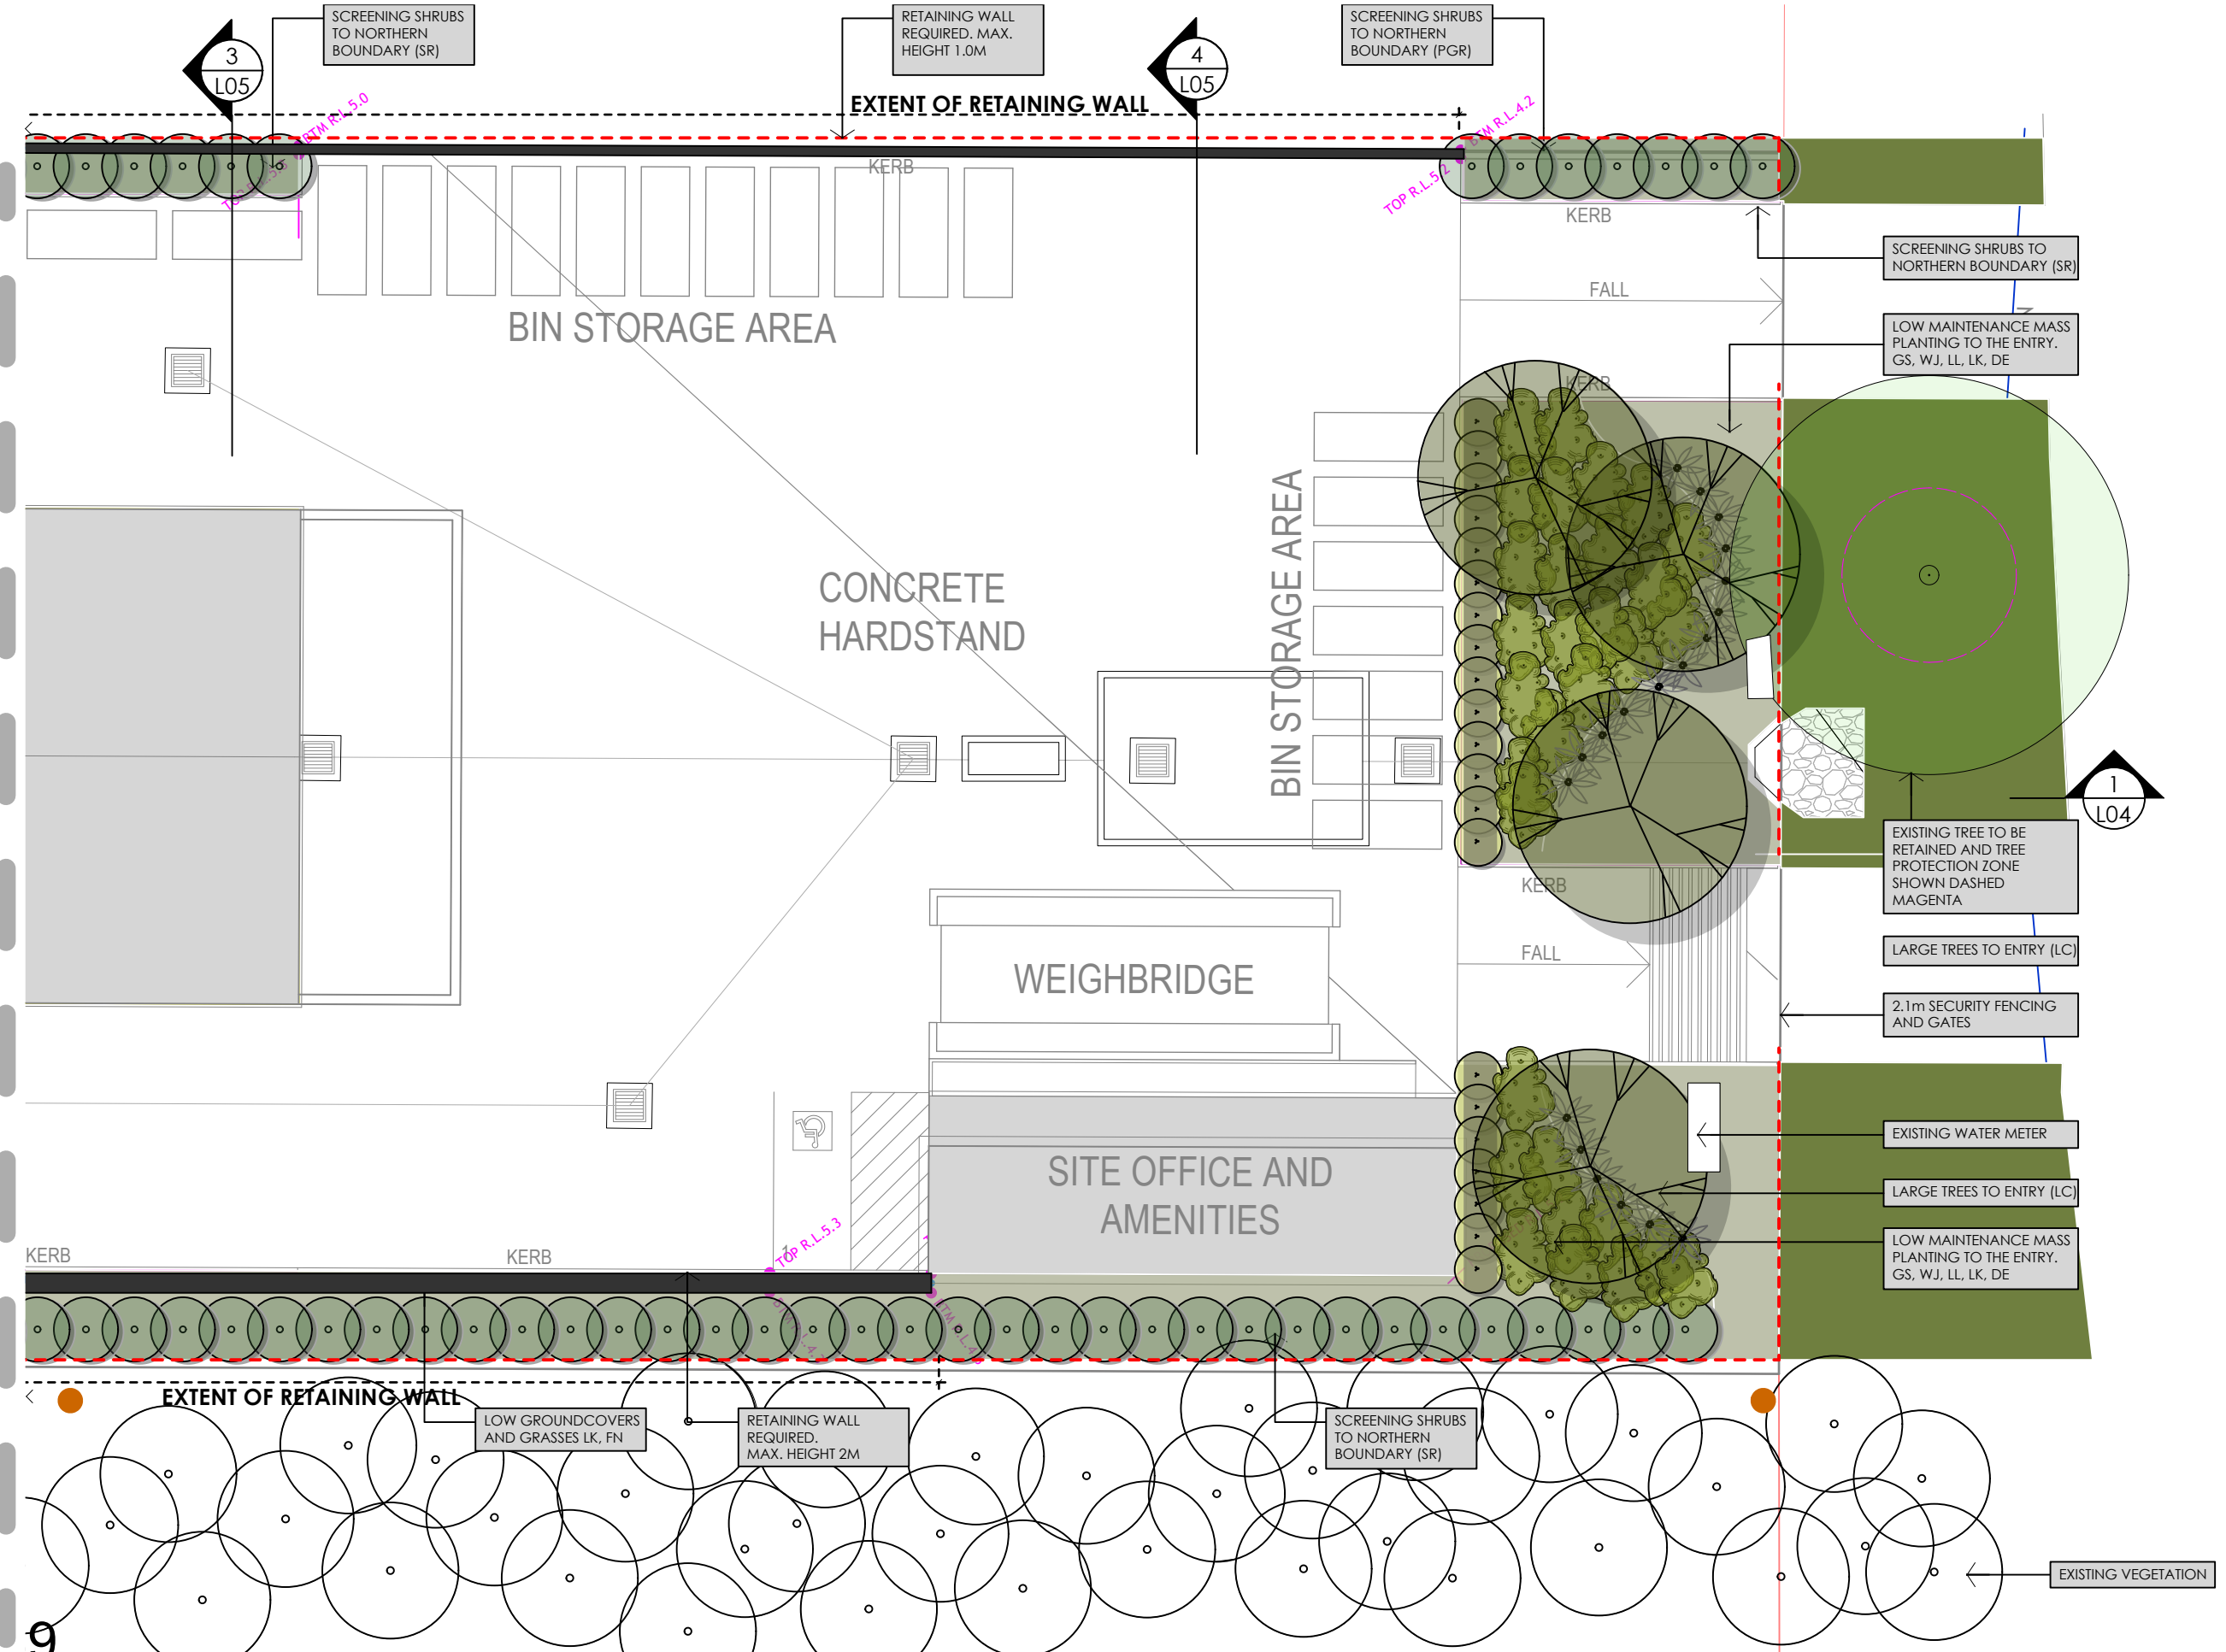 SCREENING SHRUBS
TO NORTHERN
BOUNDARY (SR)
RETAINING WALL
REQUIRED. MAX.
HEIGHT 1.0M
SCREENING SHRUBS
TO NORTHERN
BOUNDARY (PGR)
3
L05
4
L05
EXTENT OF RETAINING WALL
BTM R.L.5.0
BTM R.L.4.2
TOP R.L.5.2
KERB
KERB
SCREENING SHRUBS TO
NORTHERN BOUNDARY (SR)
FALL
BIN STORAGE AREA
LOW MAINTENANCE MASS
PLANTING TO THE ENTRY.
GS, WJ, LL, LK, DE
KERB
BIN STORAGE AREA
CONCRETE
HARDSTAND
1
L04
EXISTING TREE TO BE
RETAINED AND TREE
PROTECTION ZONE
SHOWN DASHED
MAGENTA
KERB
LARGE TREES TO ENTRY (LC)
FALL
WEIGHBRIDGE
2.1m SECURITY FENCING
AND GATES
EXISTING WATER METER
SITE OFFICE AND
AMENITIES
LARGE TREES TO ENTRY (LC)
TOP R.L.5.3
LOW MAINTENANCE MASS
PLANTING TO THE ENTRY.
GS, WJ, LL, LK, DE
KERB
KERB
EXTENT OF RETAINING WALL
LOW GROUNDCOVERS
AND GRASSES LK, FN
RETAINING WALL
REQUIRED.
MAX. HEIGHT 2M
SCREENING SHRUBS
TO NORTHERN
BOUNDARY (SR)
EXISTING VEGETATION
9